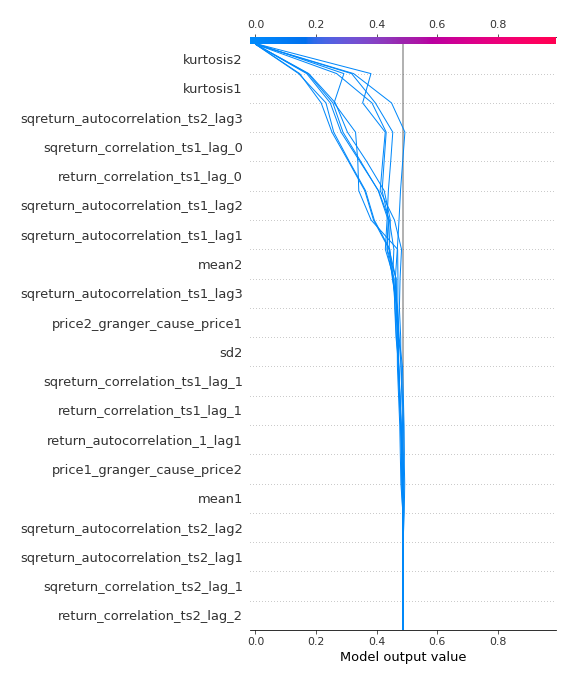 0.0 0.2 0.4 0.6 0.8
kurtosis2
kurtosis1
sqreturn_autocorrelation_ts2_lag3
sqreturn_correlation_ts1_lag_0
return_correlation_ts1_lag_0
sqreturn_autocorrelation_ts1_lag2
sqreturn_autocorrelation_ts1_lag1
mean2
sqreturn_autocorrelation_ts1_lag3
price2_granger_cause_price1
sd2
sqreturn_correlation_ts1_lag_1
return_correlation_ts1_lag_1
return_autocorrelation_1_lag1
price1_granger_cause_price2
mean1
sqreturn_autocorrelation_ts2_lag2
sqreturn_autocorrelation_ts2_lag1
sqreturn_correlation_ts2_lag_1
return_correlation_ts2_lag_2
0.0 0.2 0.4 0.6 0.8
Model output value